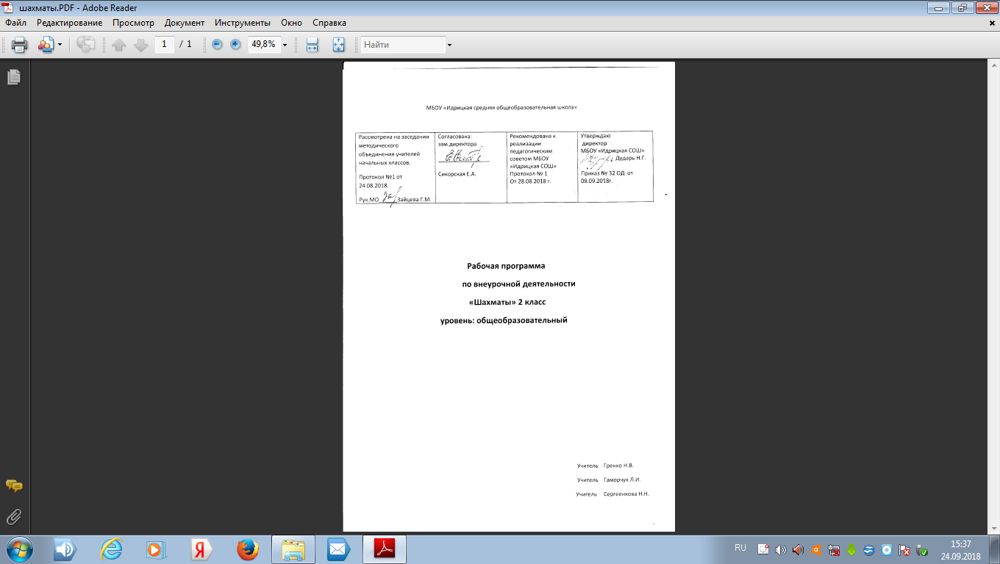 шахматы.PDF - Adobe Reader
Файл Редактирование Просмотр Документ Инструменты Окно Справка
1 / 1 49,8% Найти
МБОУ «Идрицкая средняя общеобразовательная школа»
Рассмотрена на заседании
методического
объединения учителей
начальных классов.
Протокол №1 от
24.08.2018.
Рук.МО Зайцева Г.М.
Согласована:
зам.директора
Сикорская Е.А.
Рекомендована к
реализации
педагогическим
советом МБОУ
«Идрицкая СОШ»
Протокол № 1
От 28.08.2018 г.
Утверждаю
директор
МБОУ «Идрицкая СОШ»
Дударь Н.Г.
Приказ № 32 ОД от
09.09.2018г.
Рабочая программа
по внеурочной деятельности
«Шахматы» 2 класс
уровень: общеобразовательный
Учитель Гренко Н.В.
Учитель Гаморчук Л.И.
Учитель Сергеенкова Н.Н.
RU 15:37
24.09.2018